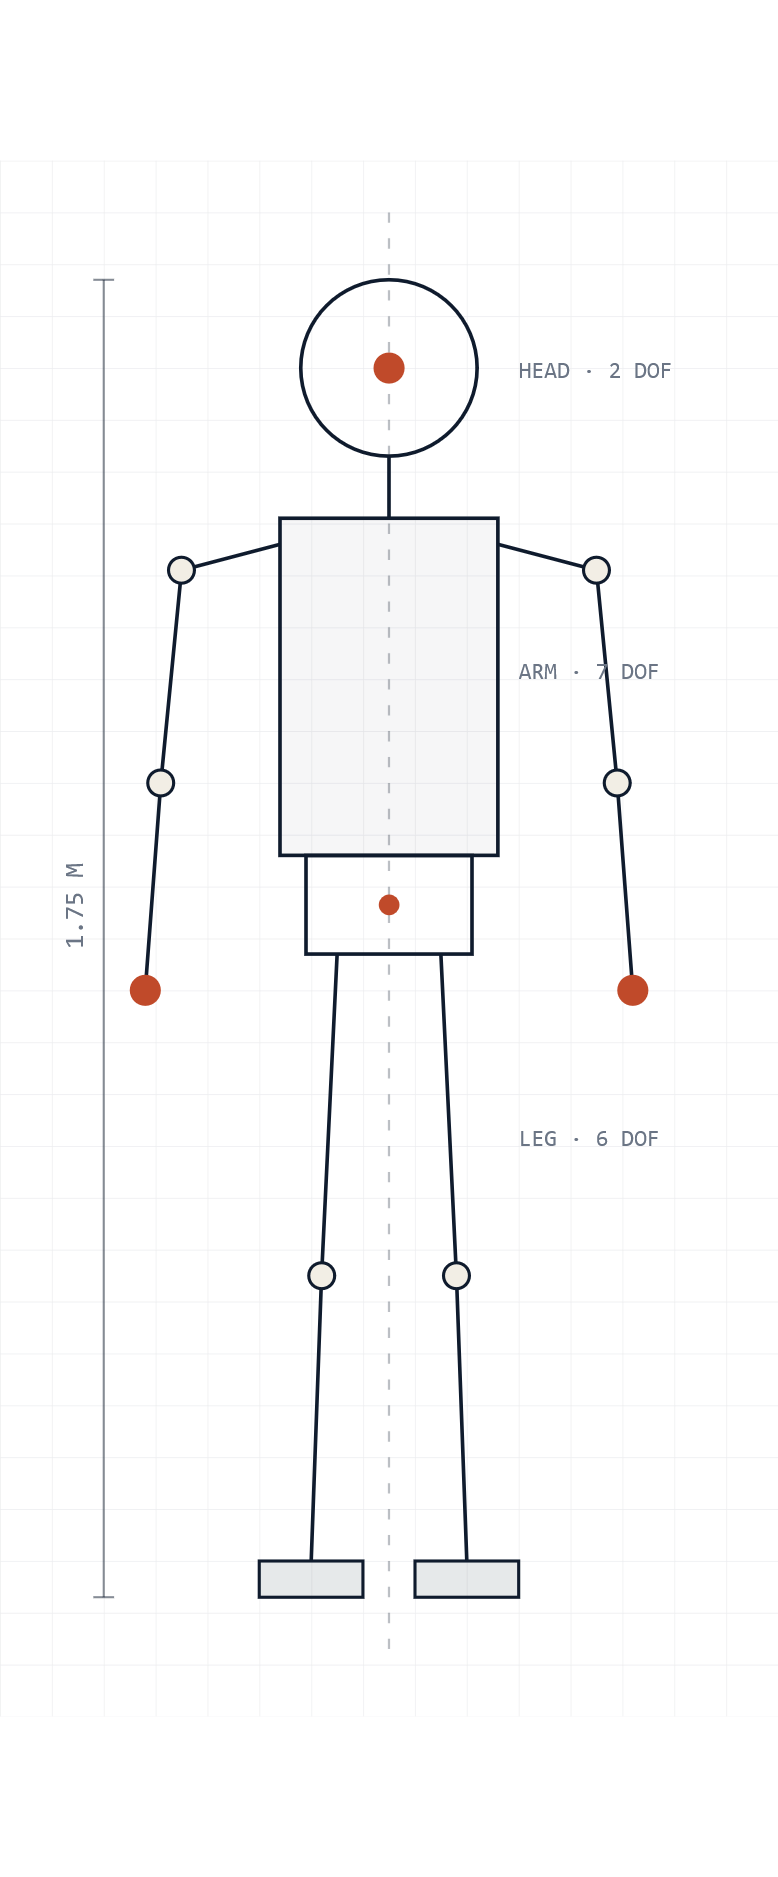 HEAD · 2 DOF
ARM · 7 DOF
1.75 M
LEG · 6 DOF